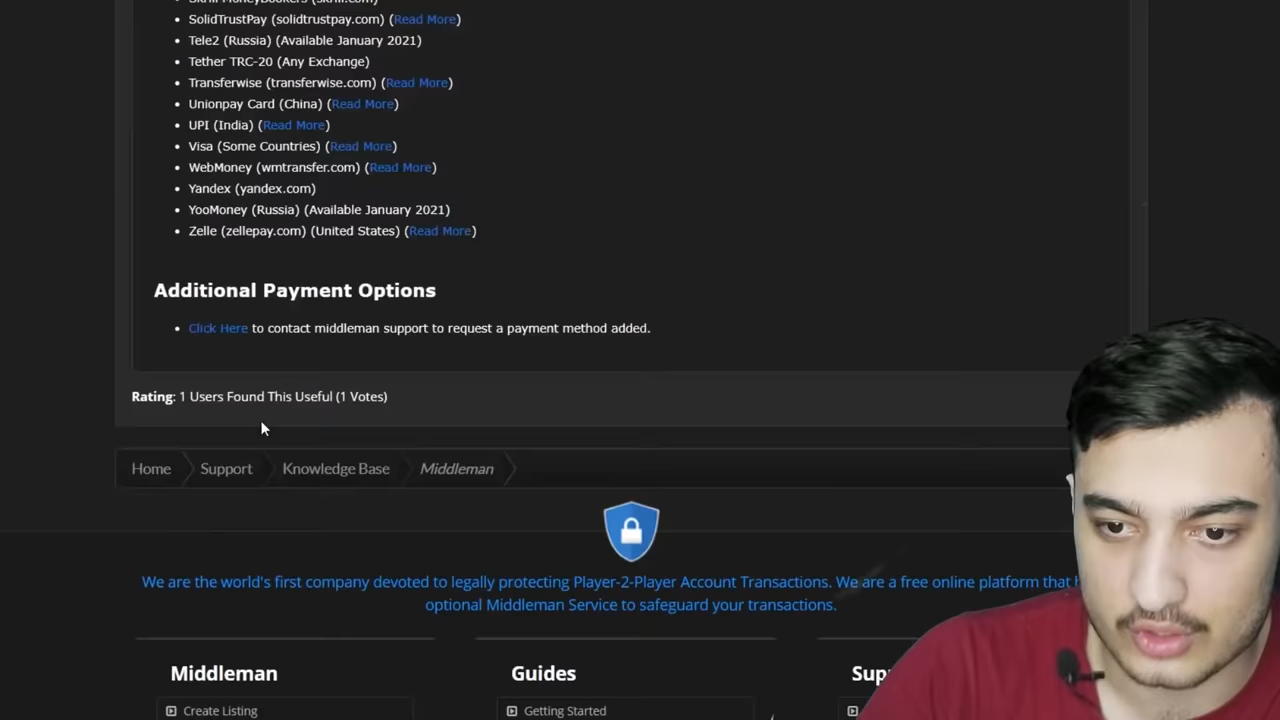 SolidTrustPay (solidtrustpay.com) (Read More)
Tele2 (Russia) (Available January 2021)
Tether TRC-20 (Any Exchange)
Transferwise (transferwise.com) (Read More)
Unionpay Card (China) (Read More)
UPI (India) (Read More)
Visa (Some Countries) (Read More)
WebMoney (wmtransfer.com) (Read More)
Yandex (yandex.com)
YooMoney (Russia) (Available January 2021)
Zelle (zellepay.com) (United States) (Read More)
Additional Payment Options
Click Here to contact middleman support to request a payment method added.
Rating: 1 Users Found This Useful (1 Votes)
Home Support Knowledge Base Middleman
We are the world's first company devoted to legally protecting Player-2-Player Account Transactions. We are a free online platform that
optional Middleman Service to safeguard your transactions.
Middleman Guides
Create Listing Getting Started